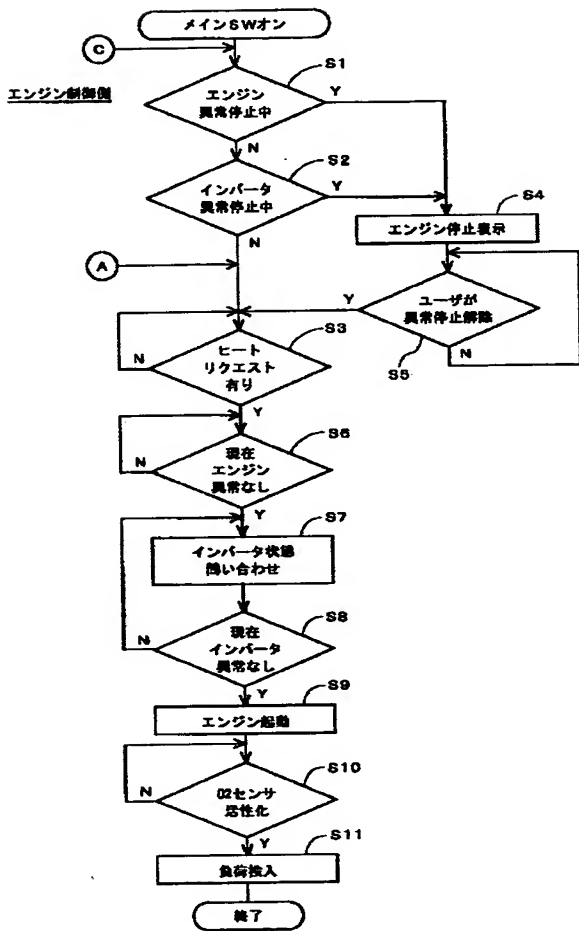 メインSWオン
C
エンジン制御側
S1
エンジン
異常停止中
Y
N
S2
インバータ
異常停止中
Y
N
S4
エンジン停止表示
A
ユーザが
異常停止解除
Y
N
S5
S3
ヒート
リクエスト
有り
N
Y
S6
現在
エンジン
異常なし
N
Y
S7
インバータ状態
問い合わせ
S8
現在
インバータ
異常なし
N
Y
S9
エンジン起動
S10
O2センサ
活性化
N
Y
S11
負荷投入
終了